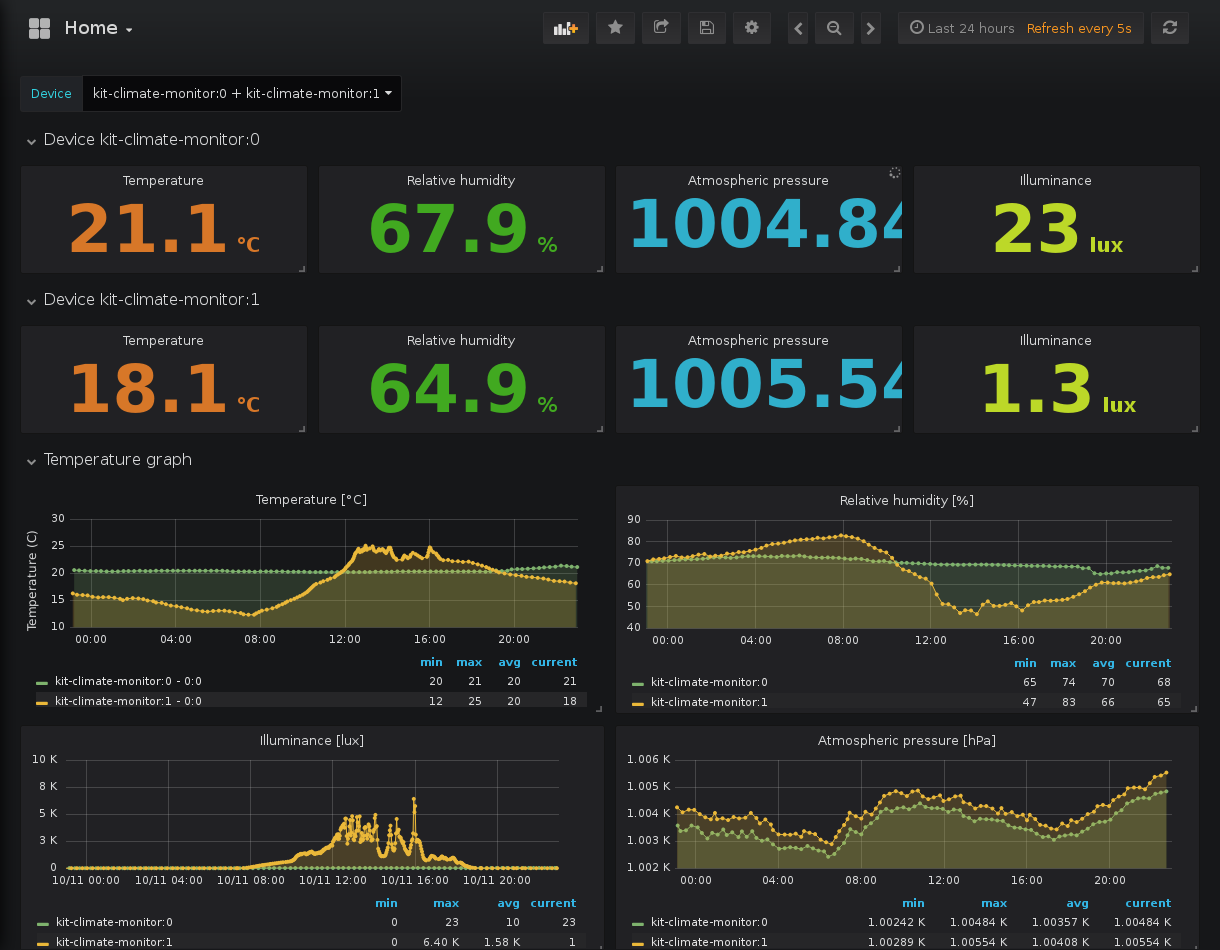 Home
Last 24 hours Refresh every 5s
Device kit-climate-monitor:0 + kit-climate-monitor:1
Device kit-climate-monitor:0
Temperature Relative humidity Atmospheric pressure Illuminance
21.1 °C 67.9 % 1004.84 23 lux
Device kit-climate-monitor:1
Temperature Relative humidity Atmospheric pressure Illuminance
18.1 °C 64.9 % 1005.54 1.3 lux
Temperature graph
Temperature [°C]
Temperature (C)
30
25
20
15
10
00:00 04:00 08:00 12:00 16:00 20:00
min max avg current
kit-climate-monitor:0 - 0:0 20 21 20 21
kit-climate-monitor:1 - 0:0 12 25 20 18
Relative humidity [%]
90
80
70
60
50
40
00:00 04:00 08:00 12:00 16:00 20:00
min max avg current
kit-climate-monitor:0 65 74 70 68
kit-climate-monitor:1 47 83 66 65
Illuminance [lux]
10 K
8 K
5 K
3 K
0
10/11 00:00 10/11 04:00 10/11 08:00 10/11 12:00 10/11 16:00 10/11 20:00
min max avg current
kit-climate-monitor:0 0 23 10 23
kit-climate-monitor:1 0 6.40 K 1.58 K 1
Atmospheric pressure [hPa]
1.006 K
1.005 K
1.004 K
1.003 K
1.002 K
00:00 04:00 08:00 12:00 16:00 20:00
min max avg current
kit-climate-monitor:0 1.00242 K 1.00484 K 1.00357 K 1.00484 K
kit-climate-monitor:1 1.00289 K 1.00554 K 1.00408 K 1.00554 K